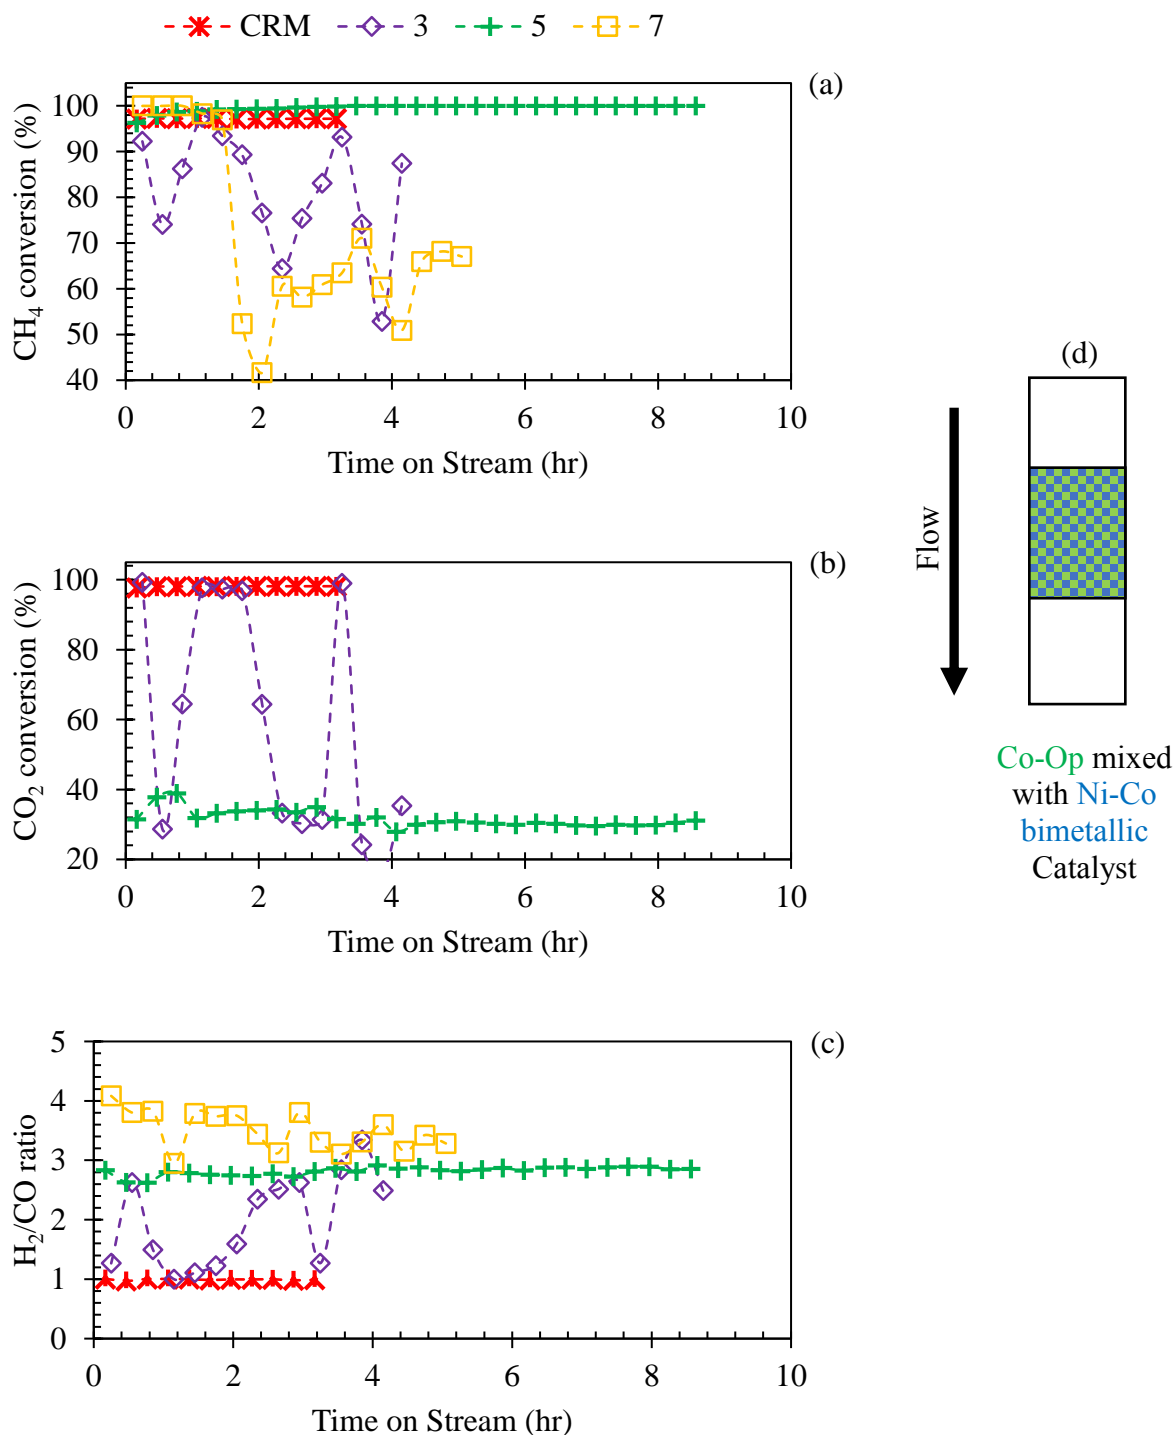 CRM 3 5 7
(a)
CH₄ conversion (%)
100
90
80
70
60
50
40
0 2 4 6 8 10
Time on Stream (hr)
(b)
CO₂ conversion (%)
100
80
60
40
20
0 2 4 6 8 10
Time on Stream (hr)
(c)
H₂/CO ratio
5
4
3
2
1
0
0 2 4 6 8 10
Time on Stream (hr)
(d)
Flow
Co-Op mixed
with Ni-Co
bimetallic
Catalyst